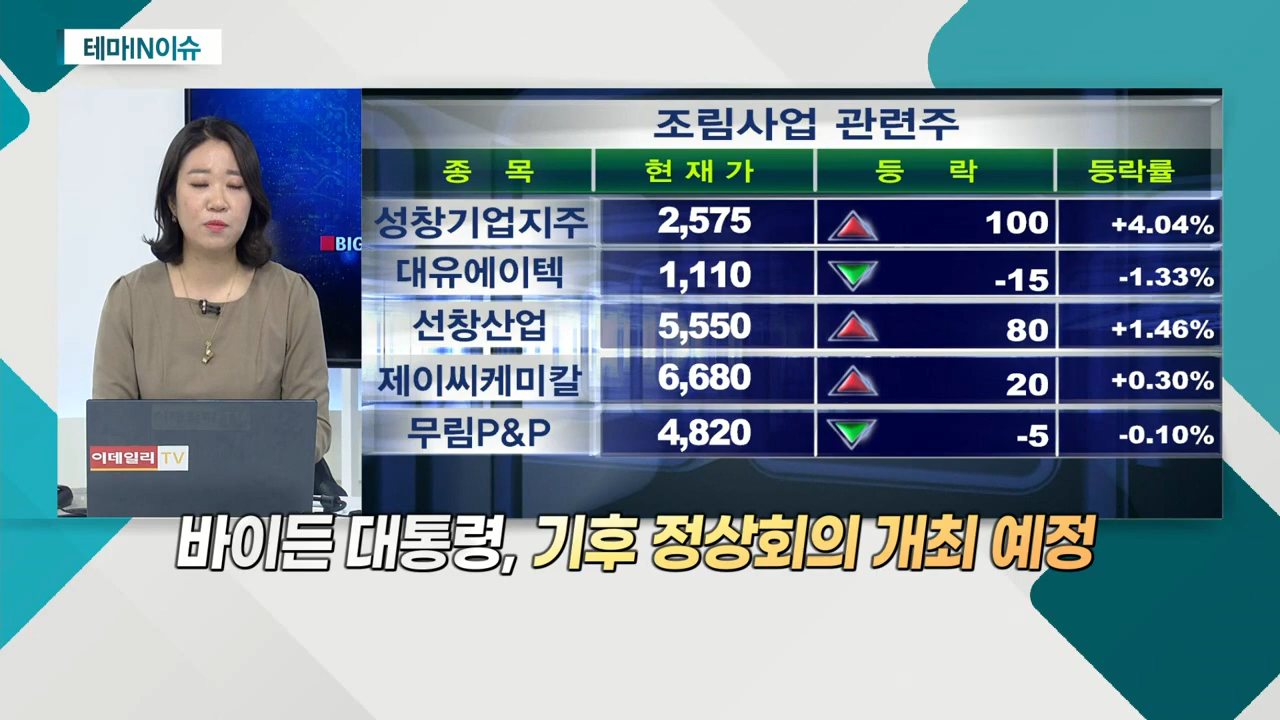 테마IN이슈
조림사업 관련주
종 목 현재가 등 락 등락률
성창기업지주 2,575 100 +4.04%
대유에이텍 1,110 -15 -1.33%
선창산업 5,550 80 +1.46%
제이씨케미칼 6,680 20 +0.30%
무림P&P 4,820 -5 -0.10%
BIG
이데일리 TV
바이든 대통령, 기후 정상회의 개최 예정